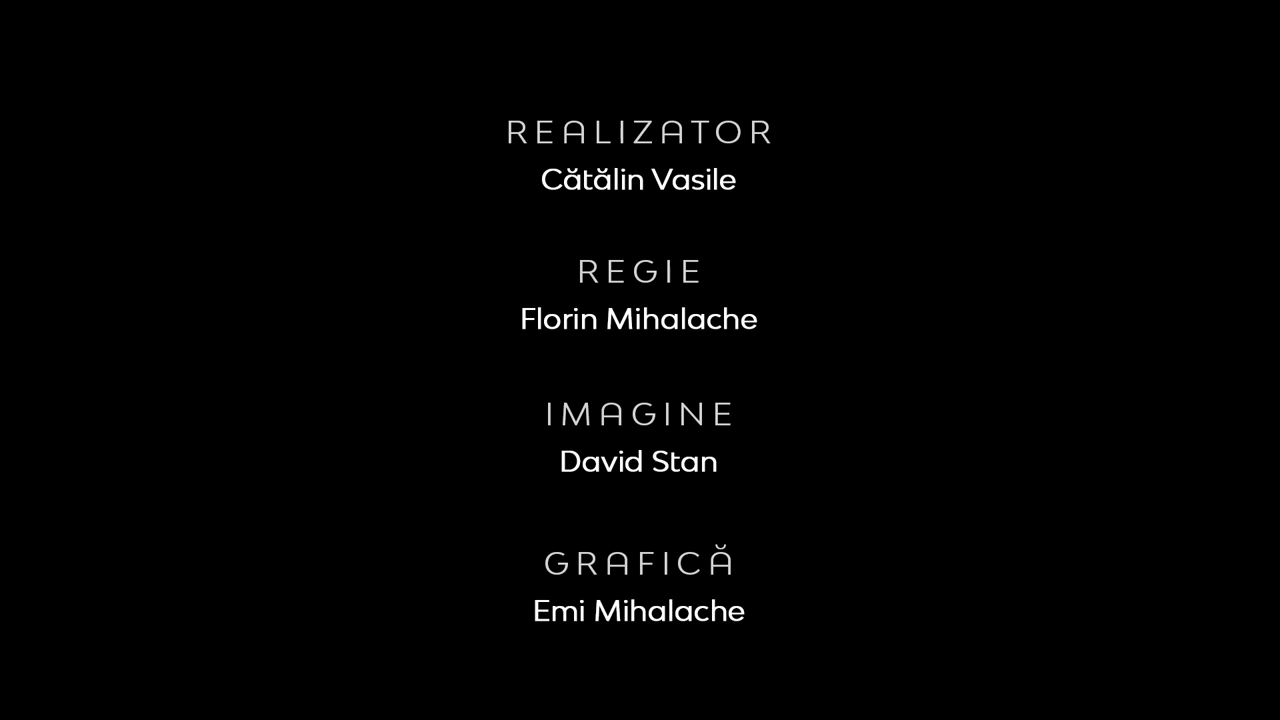 REALIZATOR
Cătălin Vasile
REGIE
Florin Mihalache
IMAGINE
David Stan
GRAFICĂ
Emi Mihalache